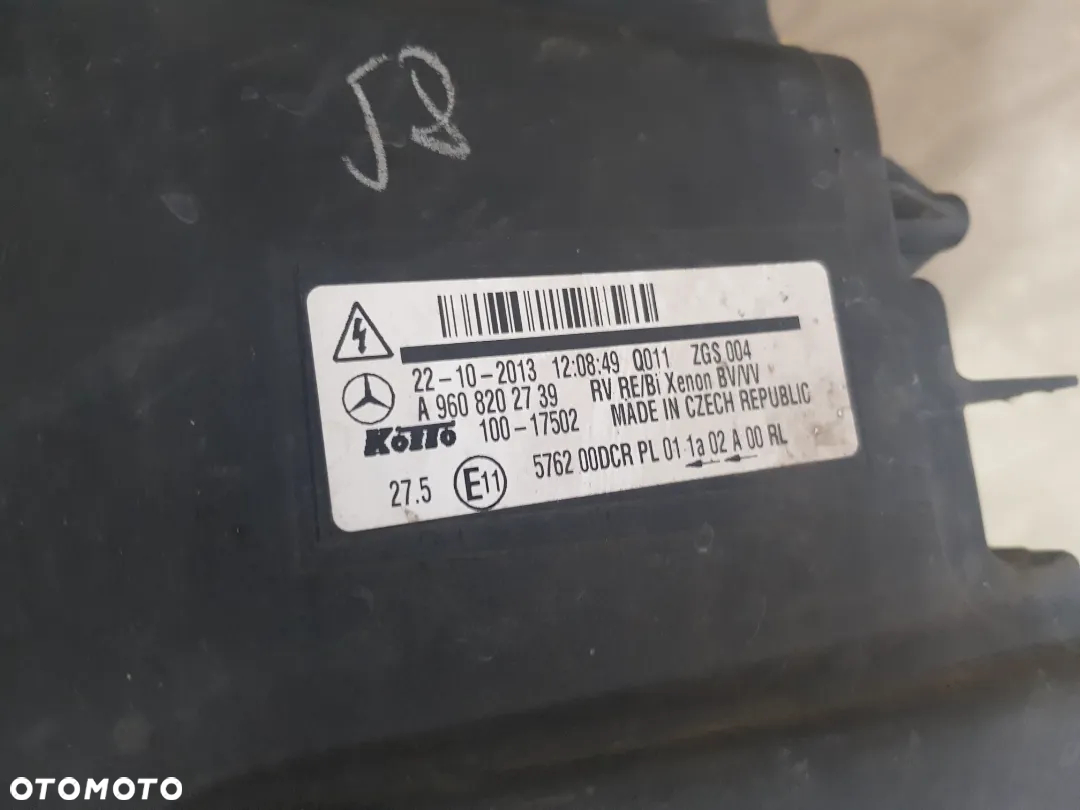 58
22-10-2013 12:08:49 Q011 ZGS 004
A 960 820 27 39 RV RE/Bi Xenon BV/VV
KOITO 100-17502 MADE IN CZECH REPUBLIC
27.5 E11 5762 00DCR PL 01 1a 02 A 00 RL
OTOMOTO